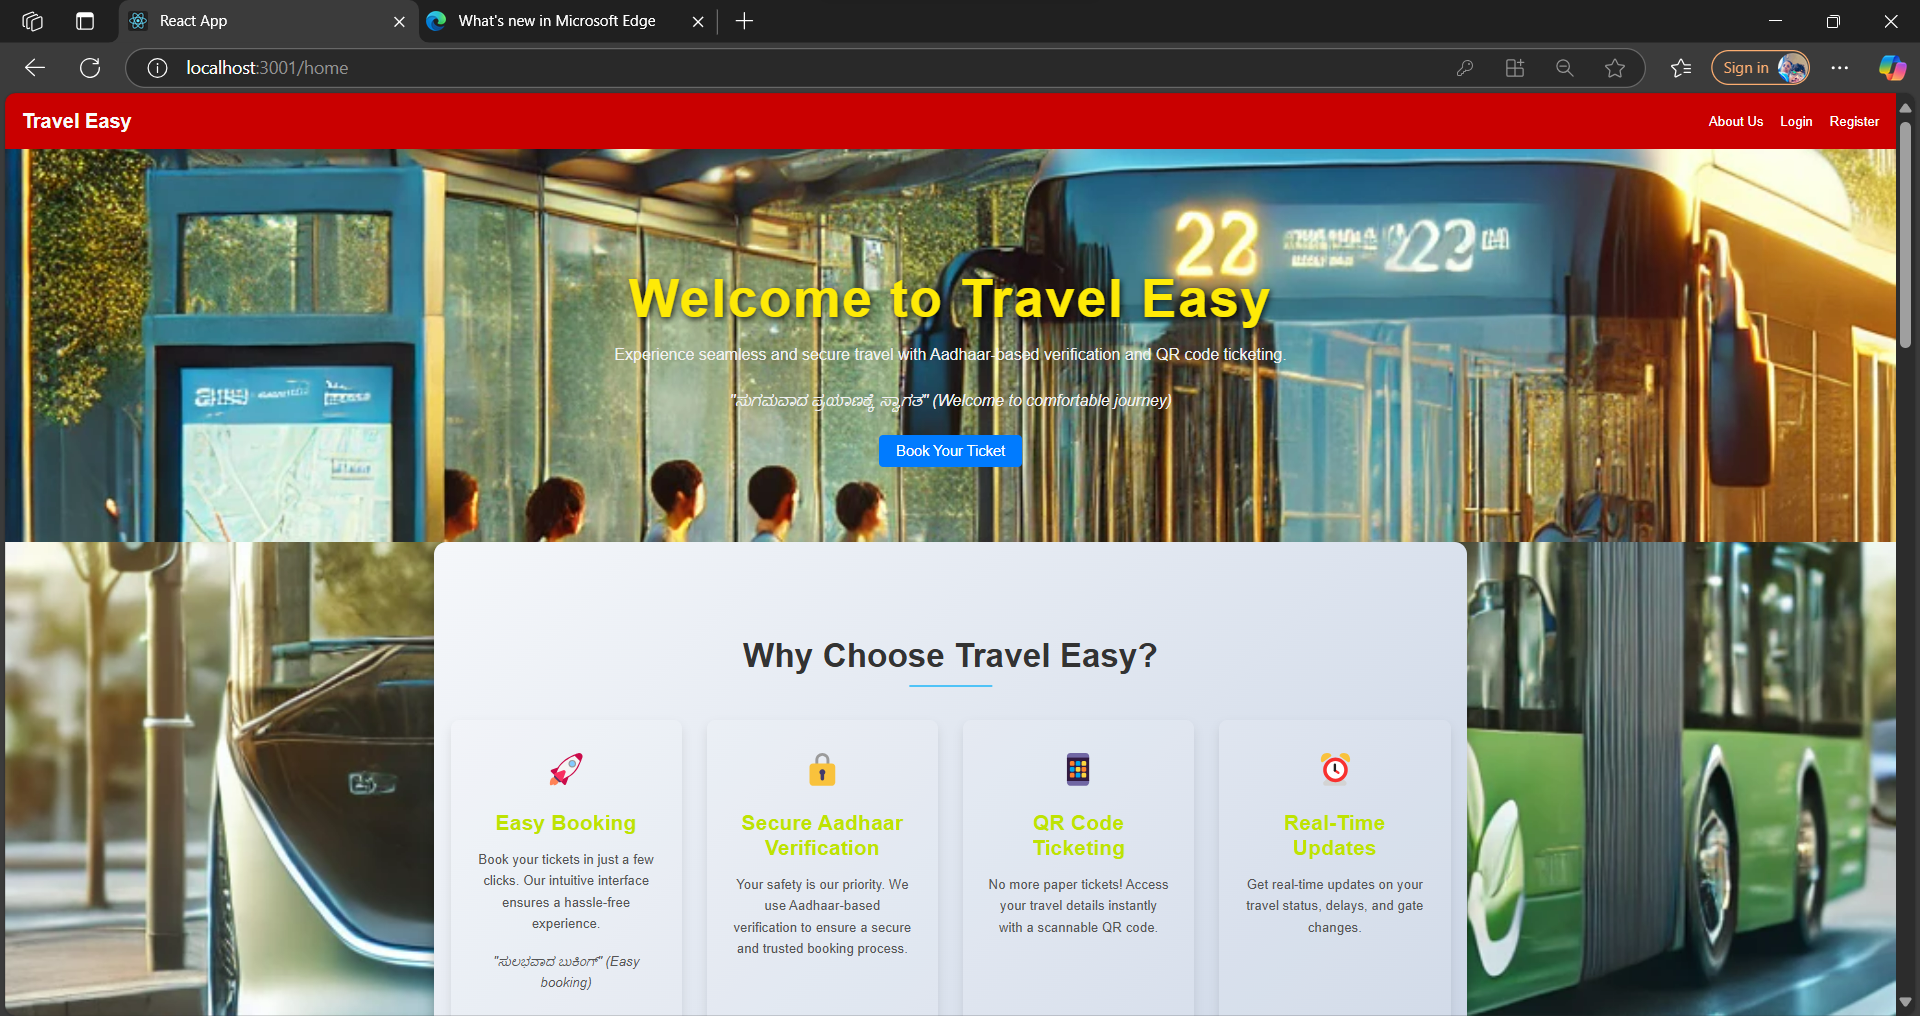 React App
What's new in Microsoft Edge
localhost:3001/home
Sign in
Travel Easy
About Us
Login
Register
22
223
Welcome to Travel Easy
Experience seamless and secure travel with Aadhaar-based verification and QR code ticketing.
"ಸುಗಮವಾದ ಪ್ರಯಾಣಕ್ಕೆ ಸ್ವಾಗತ" (Welcome to comfortable journey)
Book Your Ticket
Why Choose Travel Easy?
Easy Booking
Book your tickets in just a few
clicks. Our intuitive interface
ensures a hassle-free
experience.
"ಸುಲಭವಾದ ಬುಕಿಂಗ್" (Easy
booking)
Secure Aadhaar
Verification
Your safety is our priority. We
use Aadhaar-based
verification to ensure a secure
and trusted booking process.
QR Code
Ticketing
No more paper tickets! Access
your travel details instantly
with a scannable QR code.
Real-Time
Updates
Get real-time updates on your
travel status, delays, and gate
changes.